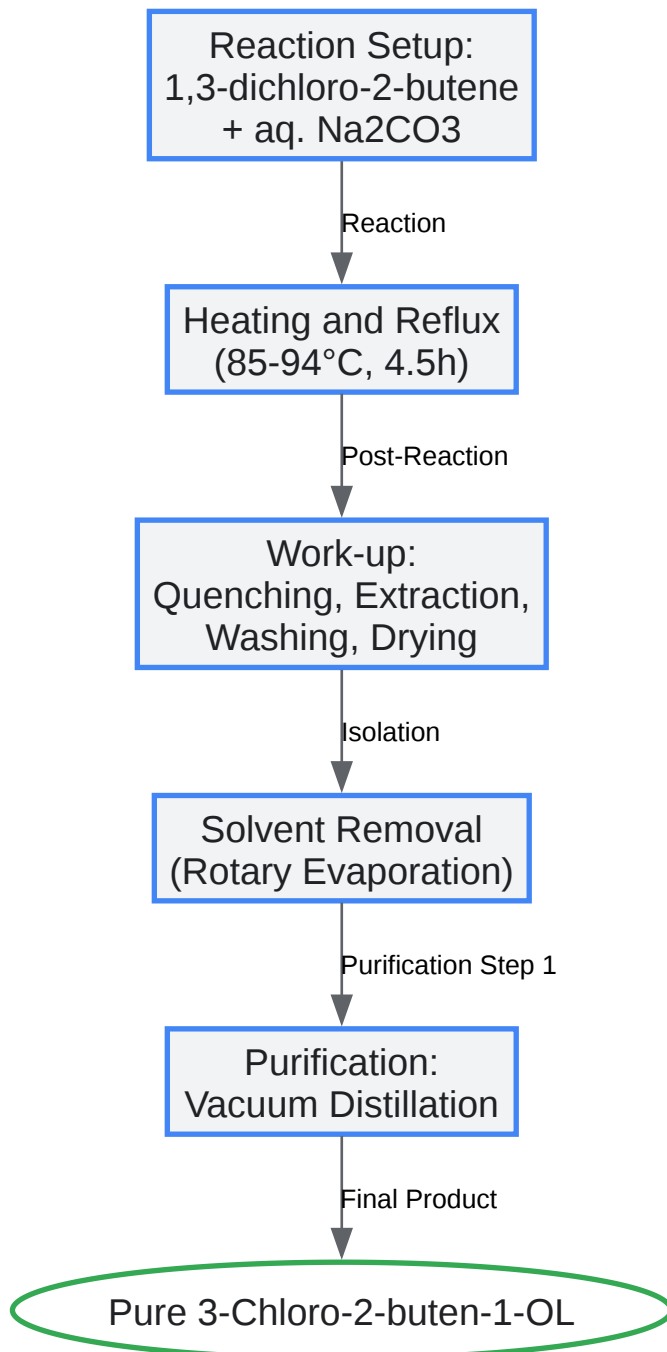 Reaction Setup:
1,3-dichloro-2-butene
+ aq. Na2CO3
Reaction
Heating and Reflux
(85-94°C, 4.5h)
Post-Reaction
Work-up:
Quenching, Extraction,
Washing, Drying
Isolation
Solvent Removal
(Rotary Evaporation)
Purification Step 1
Purification:
Vacuum Distillation
Final Product
Pure 3-Chloro-2-buten-1-OL